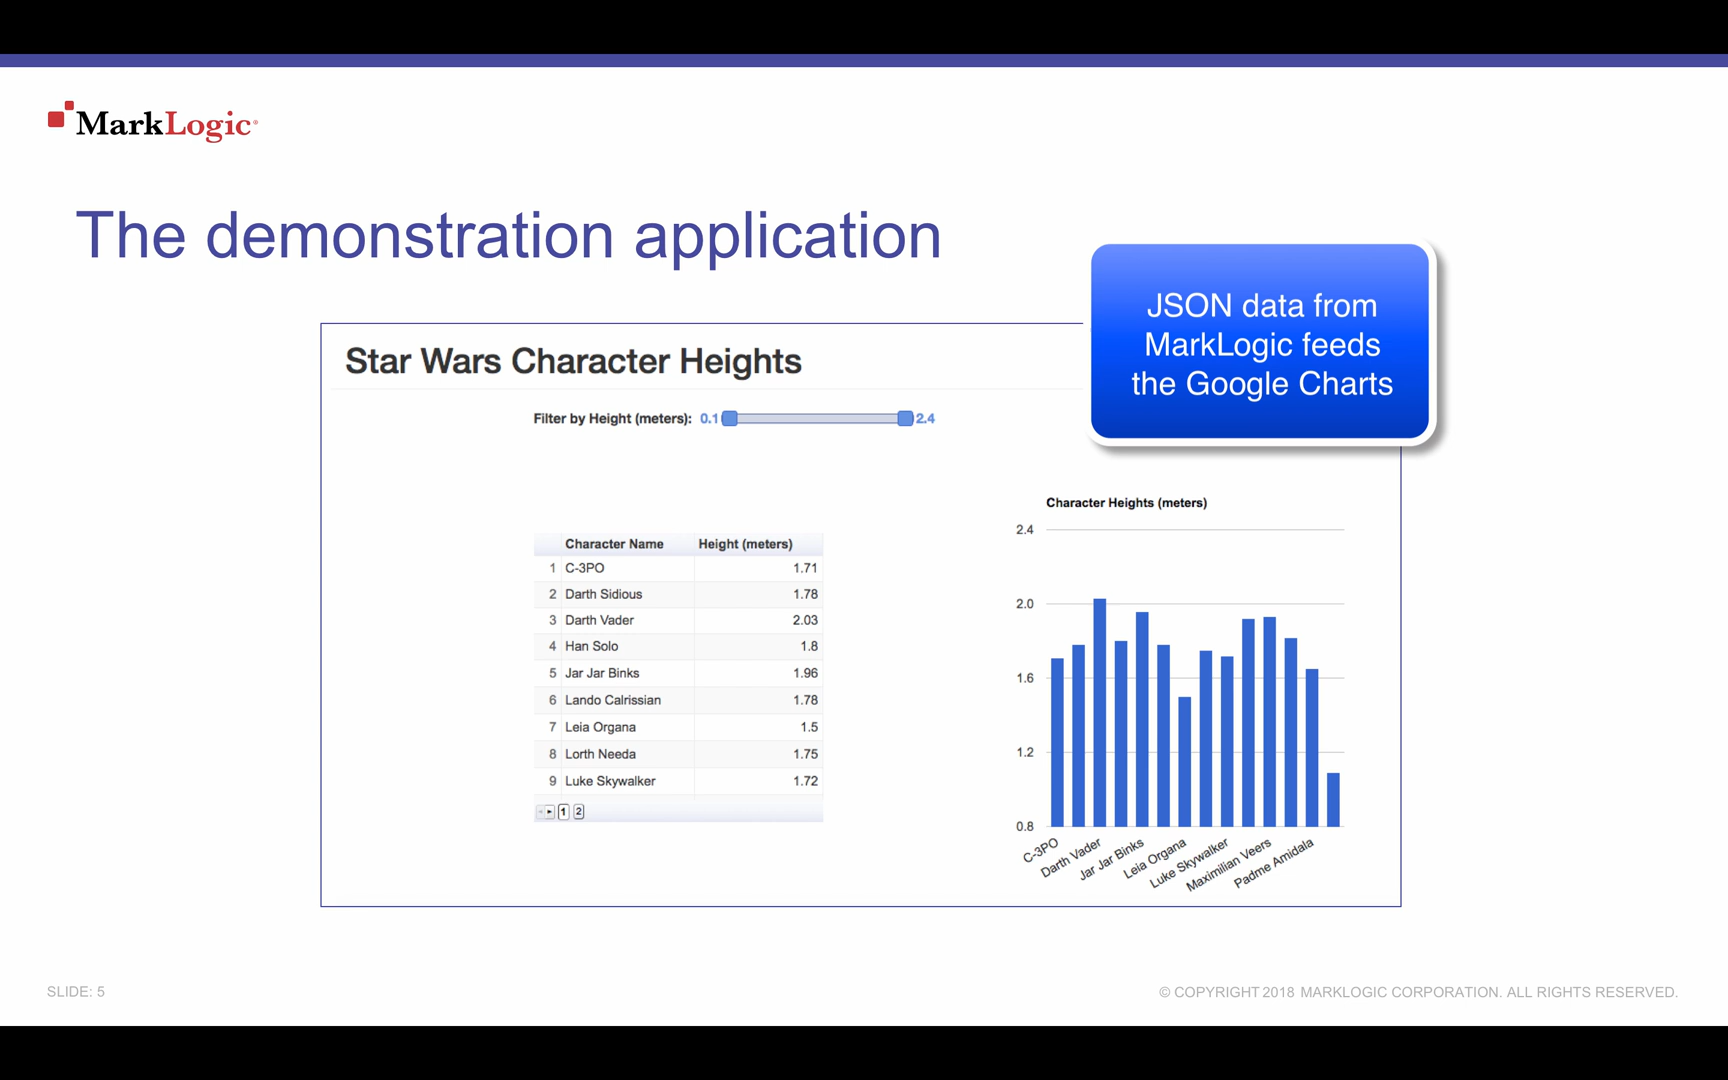 MarkLogic®
The demonstration application
JSON data from
MarkLogic feeds
the Google Charts
Star Wars Character Heights
Filter by Height (meters): 0.1 2.4
Character Name Height (meters)
1 C-3PO 1.71
2 Darth Sidious 1.78
3 Darth Vader 2.03
4 Han Solo 1.8
5 Jar Jar Binks 1.96
6 Lando Calrissian 1.78
7 Leia Organa 1.5
8 Lorth Needa 1.75
9 Luke Skywalker 1.72
1 2
Character Heights (meters)
2.4
2.0
1.6
1.2
0.8
C-3PO
Darth Vader
Jar Jar Binks
Leia Organa
Luke Skywalker
Maximilian Veers
Padme Amidala
SLIDE: 5
© COPYRIGHT 2018 MARKLOGIC CORPORATION. ALL RIGHTS RESERVED.